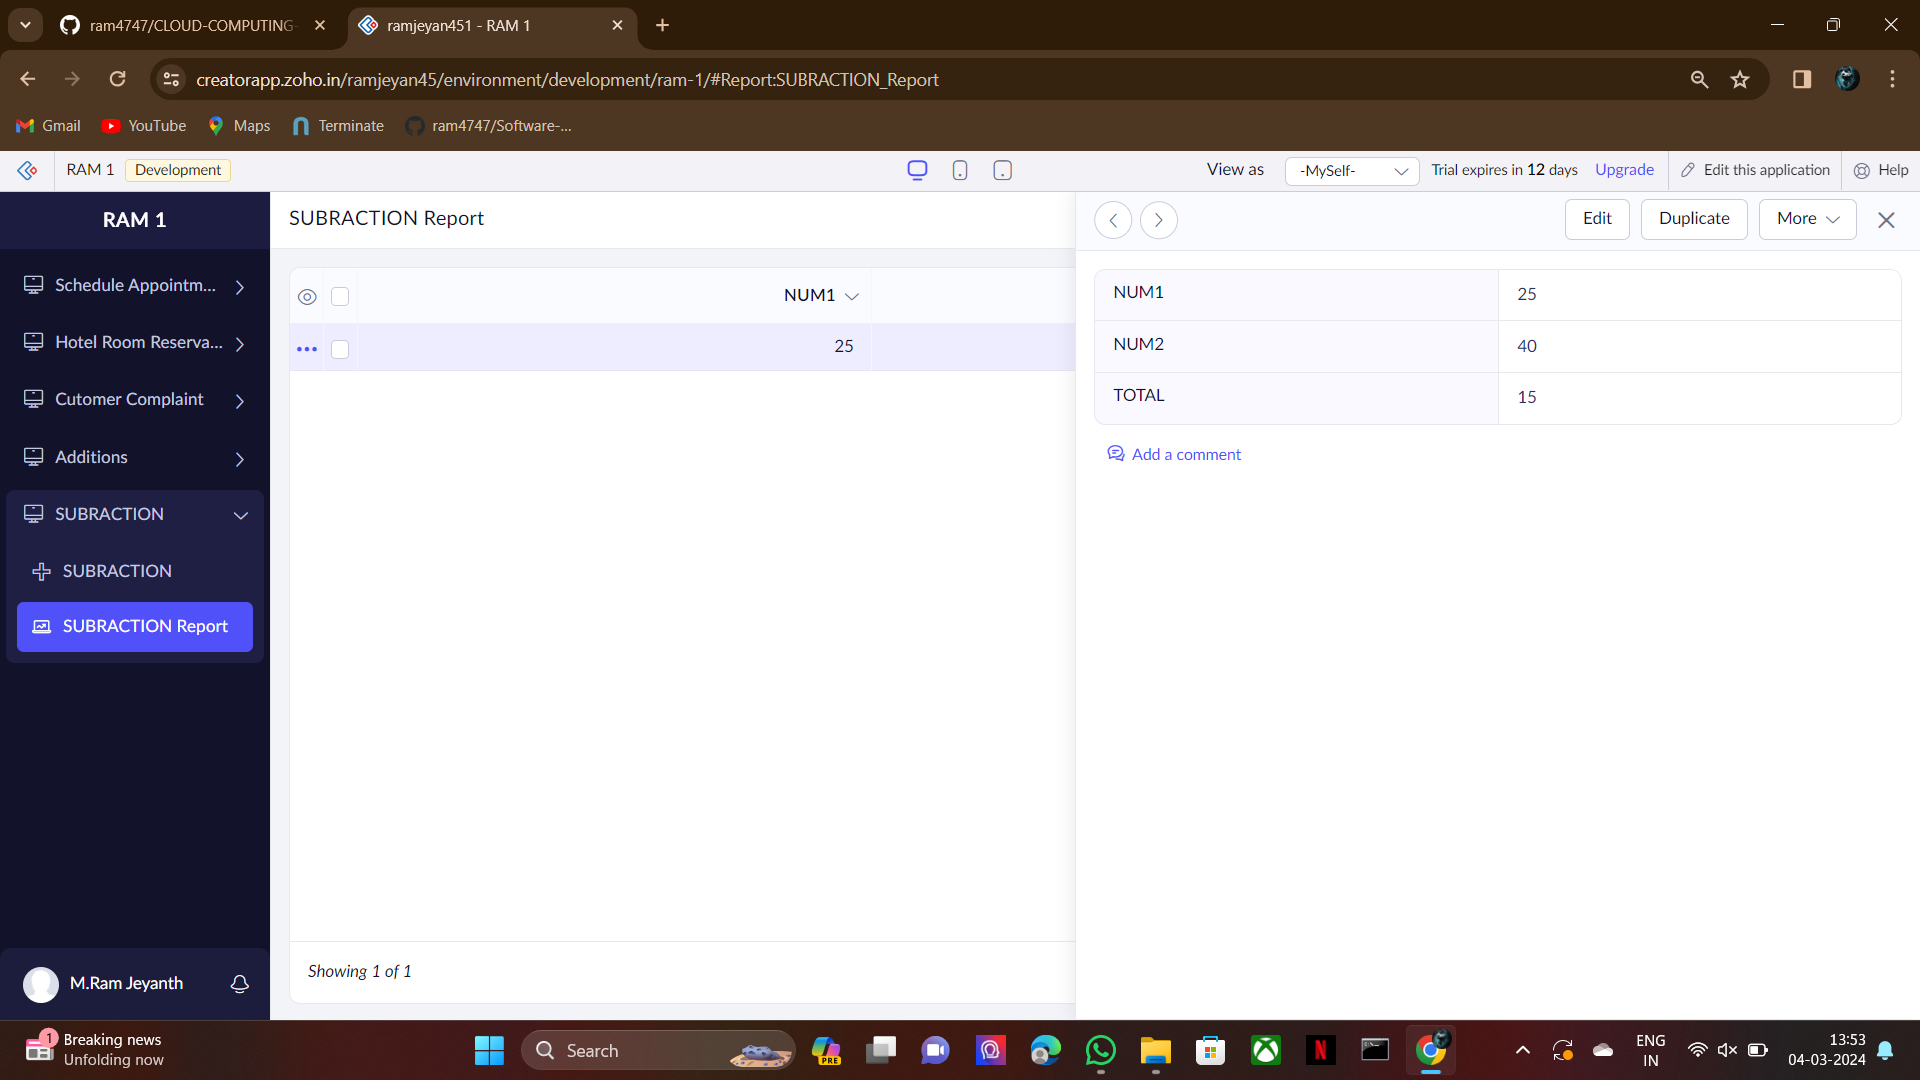 ram4747/CLOUD-COMPUTING-
ramjeyan451 - RAM 1
creatorapp.zoho.in/ramjeyan45/environment/development/ram-1/#Report:SUBRACTION_Report
Gmail
YouTube
Maps
Terminate
ram4747/Software-...
RAM 1
Development
View as
-MySelf-
Trial expires in 12 days
Upgrade
Edit this application
Help
RAM 1
Schedule Appointm...
Hotel Room Reserva...
Cutomer Complaint
Additions
SUBRACTION
SUBRACTION
SUBRACTION Report
M.Ram Jeyanth
SUBRACTION Report
NUM1
25
Showing 1 of 1
Edit
Duplicate
More
NUM1 25
NUM2 40
TOTAL 15
Add a comment
1
Breaking news
Unfolding now
Search
PRE
N
ENG
IN
13:53
04-03-2024